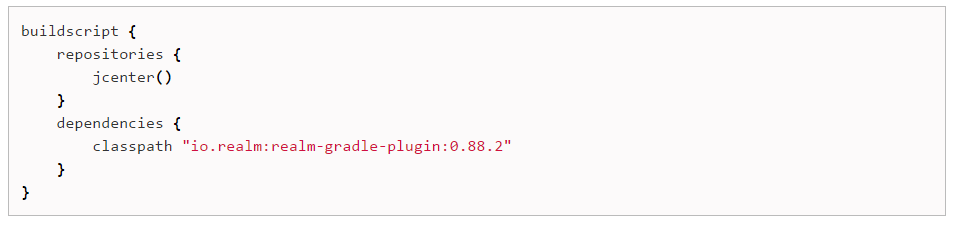 buildscript {
    repositories {
        jcenter()
    }
    dependencies {
        classpath "io.realm:realm-gradle-plugin:0.88.2"
    }
}